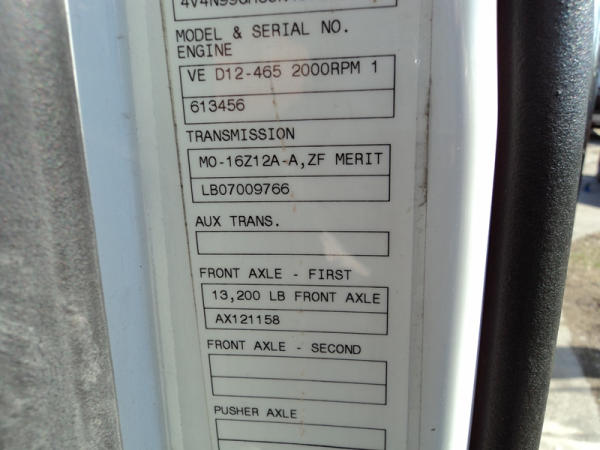 MODEL & SERIAL NO.
ENGINE
VE D12-465 2000RPM 1
613456
TRANSMISSION
MO-16Z12A-A,ZF MERIT
LB07009766
AUX TRANS.
FRONT AXLE - FIRST
13,200 LB FRONT AXLE
AX121158
FRONT AXLE - SECOND
PUSHER AXLE